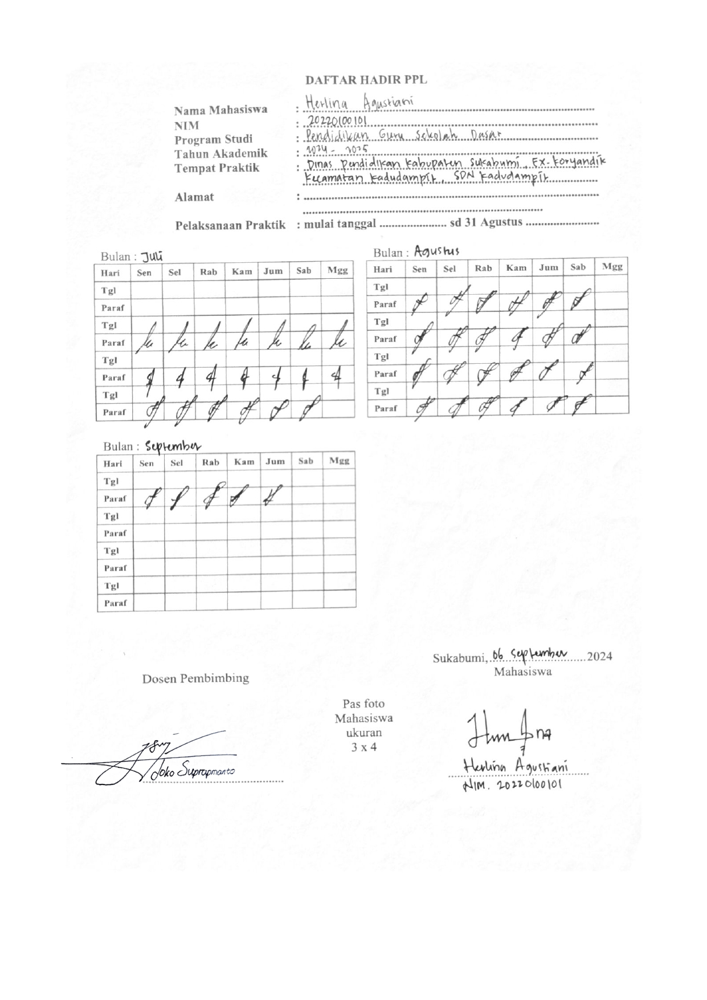 DAFTAR HADIR PPL
Nama Mahasiswa : Herlina Agustiani
NIM : 20220100101
Program Studi : Pendidikan Guru Sekolah Dasar
Tahun Akademik : 2024 - 2025
Tempat Praktik : Dinas Pendidikan Kabupaten Sukabumi, Ex-Koryandik
Kecamatan Kadudampit, SDN Kadudampit
Alamat :
Pelaksanaan Praktik : mulai tanggal ...................... sd 31 Agustus ........................
Bulan : Juli
Hari Sen Sel Rab Kam Jum Sab Mgg
Tgl
Paraf
Tgl
Paraf
Tgl
Paraf
Tgl
Paraf
Bulan : Agustus
Hari Sen Sel Rab Kam Jum Sab Mgg
Tgl
Paraf
Tgl
Paraf
Tgl
Paraf
Tgl
Paraf
Bulan : September
Hari Sen Sel Rab Kam Jum Sab Mgg
Tgl
Paraf
Tgl
Paraf
Tgl
Paraf
Tgl
Paraf
Sukabumi, 06 September 2024
Mahasiswa
Dosen Pembimbing
Pas foto
Mahasiswa
ukuran
3 x 4
Joko Suprapmanto
Herlina Agustiani
NIM. 20220100101